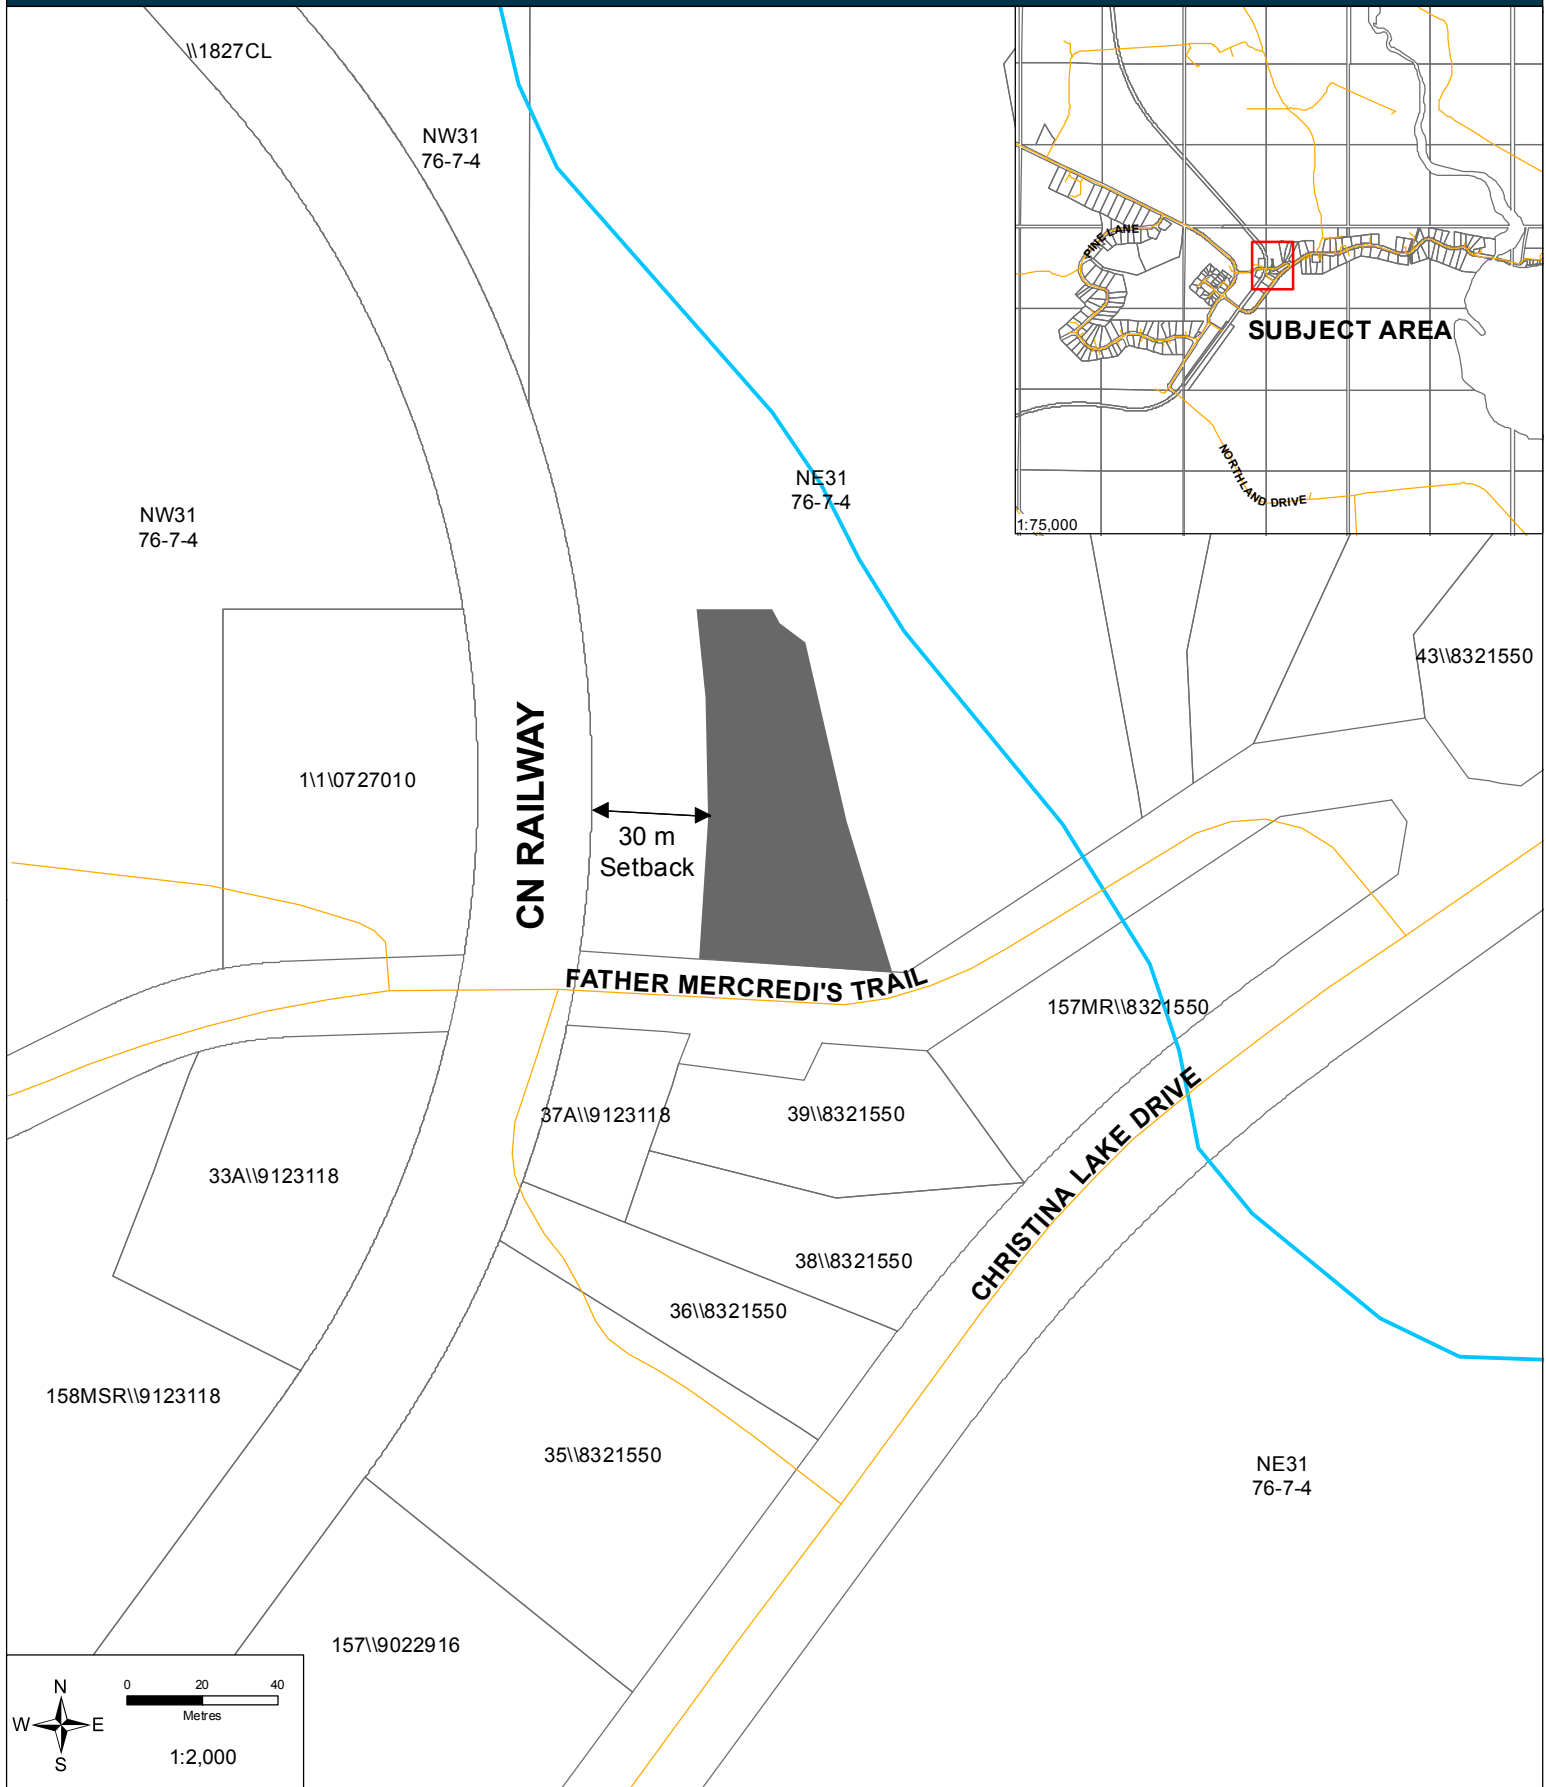 \\1827CL
NW31
76-7-4
PINE LANE
SUBJECT AREA
NORTHLAND DRIVE
1:75,000
NE31
76-7-4
NW31
76-7-4
43\\8321550
CN RAILWAY
1\1\0727010
30 m
Setback
FATHER MERCREDI'S TRAIL
157MR\\8321550
37A\\9123118
39\\8321550
33A\\9123118
CHRISTINA LAKE DRIVE
38\\8321550
36\\8321550
158MSR\\9123118
35\\8321550
NE31
76-7-4
157\\9022916
N
W E
S
0 20 40
Metres
1:2,000